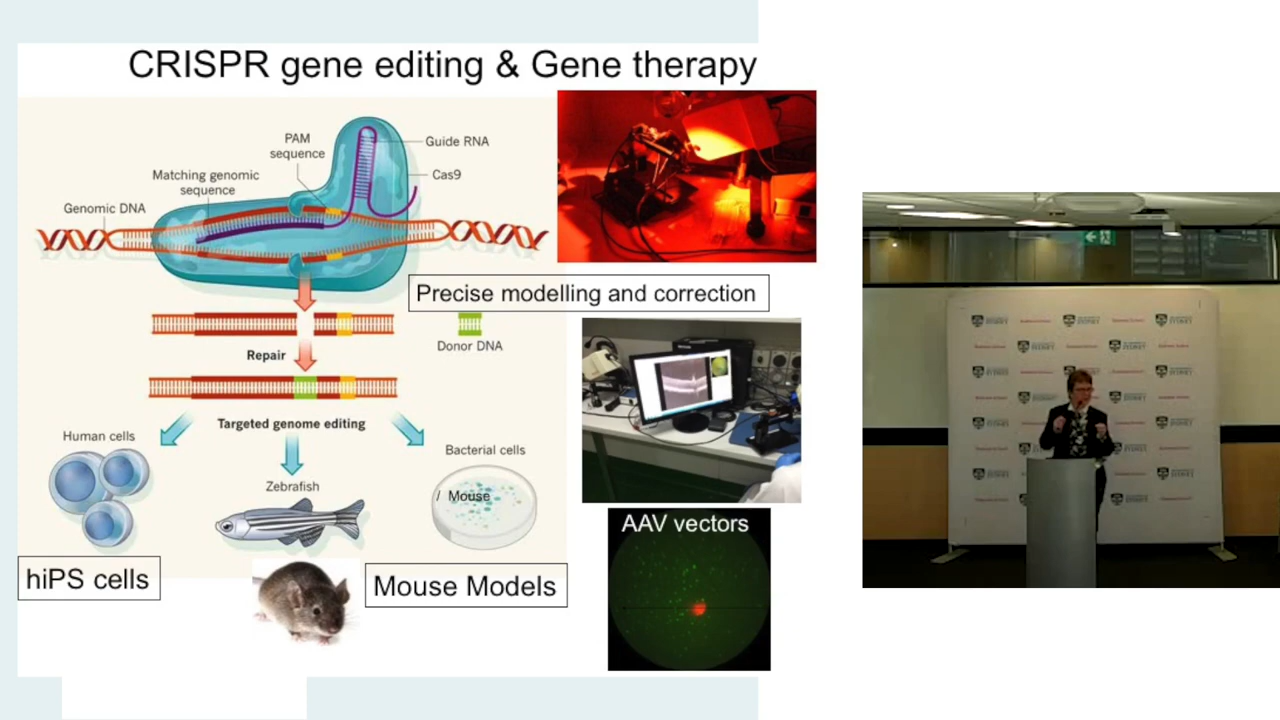 CRISPR gene editing & Gene therapy
PAM
sequence
Guide RNA
Matching genomic
sequence
Cas9
Genomic DNA
Precise modelling and correction
Donor DNA
Repair
Targeted genome editing
Human cells
Zebrafish
Bacterial cells
/ Mouse
hiPS cells
Mouse Models
AAV vectors